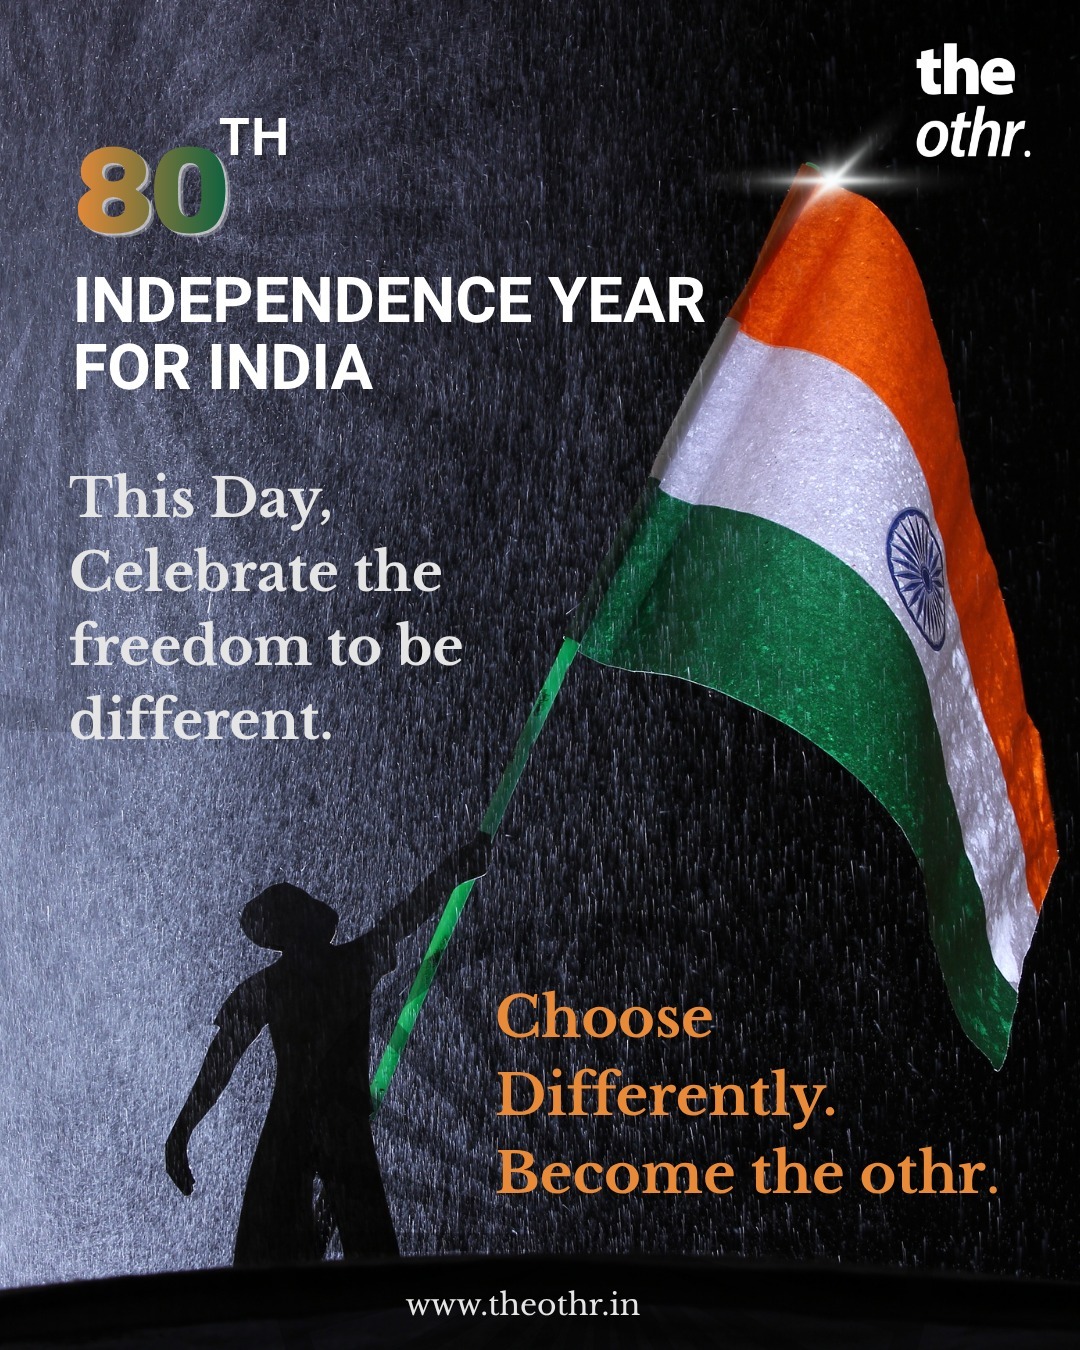 the
othr.
80TH
INDEPENDENCE YEAR
FOR INDIA
This Day,
Celebrate the
freedom to be
different.
Choose
Differently.
Become the othr.
www.theothr.in